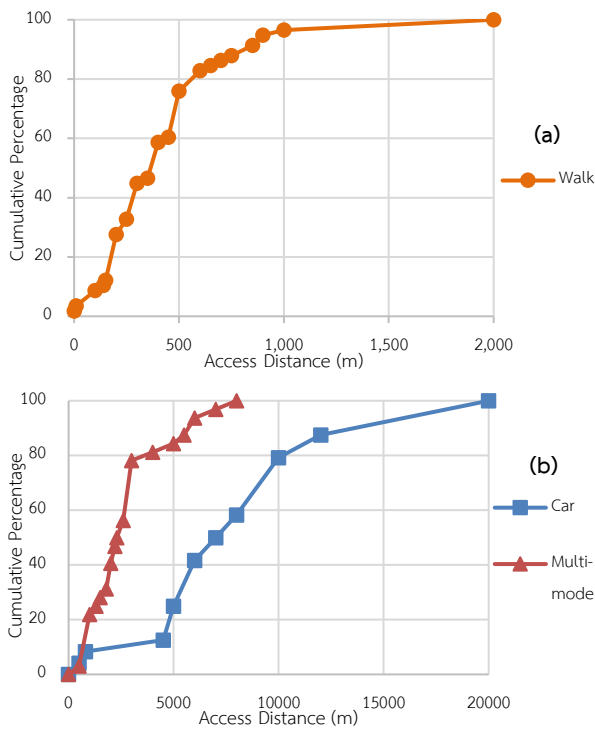 100
80
60
40
20
0
Cumulative Percentage
0 500 1,000 1,500 2,000
Access Distance (m)
(a)
Walk
100
80
60
40
20
0
Cumulative Percentage
0 5000 10000 15000 20000
Access Distance (m)
(b)
Car
Multi-
mode